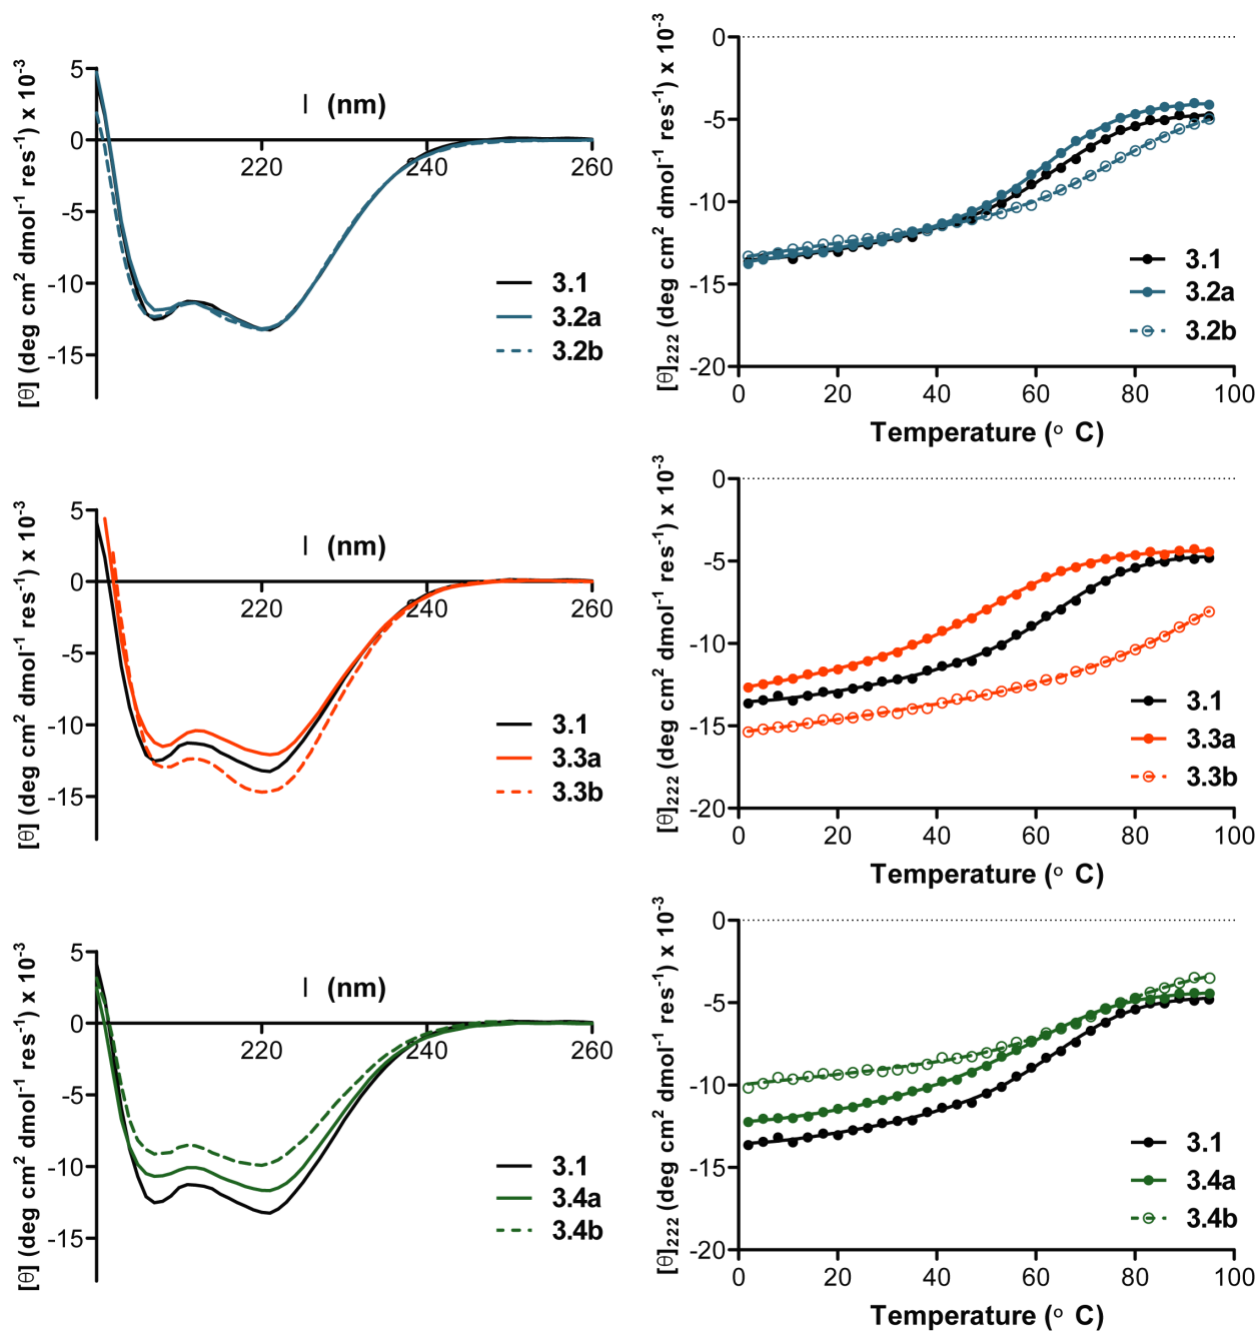 [θ] (deg cm² dmol⁻¹ res⁻¹) x 10⁻³
5
0
-5
-10
-15
l (nm)
220
240
260
3.1
3.2a
3.2b
[θ]₂₂₂ (deg cm² dmol⁻¹ res⁻¹) x 10⁻³
0
-5
-10
-15
-20
0
20
40
60
80
100
3.1
3.2a
3.2b
Temperature (° C)
[θ] (deg cm² dmol⁻¹ res⁻¹) x 10⁻³
5
0
-5
-10
-15
l (nm)
220
240
260
3.1
3.3a
3.3b
[θ]₂₂₂ (deg cm² dmol⁻¹ res⁻¹) x 10⁻³
0
-5
-10
-15
-20
0
20
40
60
80
100
3.1
3.3a
3.3b
Temperature (° C)
[θ] (deg cm² dmol⁻¹ res⁻¹) x 10⁻³
5
0
-5
-10
-15
l (nm)
220
240
260
3.1
3.4a
3.4b
[θ]₂₂₂ (deg cm² dmol⁻¹ res⁻¹) x 10⁻³
0
-5
-10
-15
-20
0
20
40
60
80
100
3.1
3.4a
3.4b
Temperature (° C)